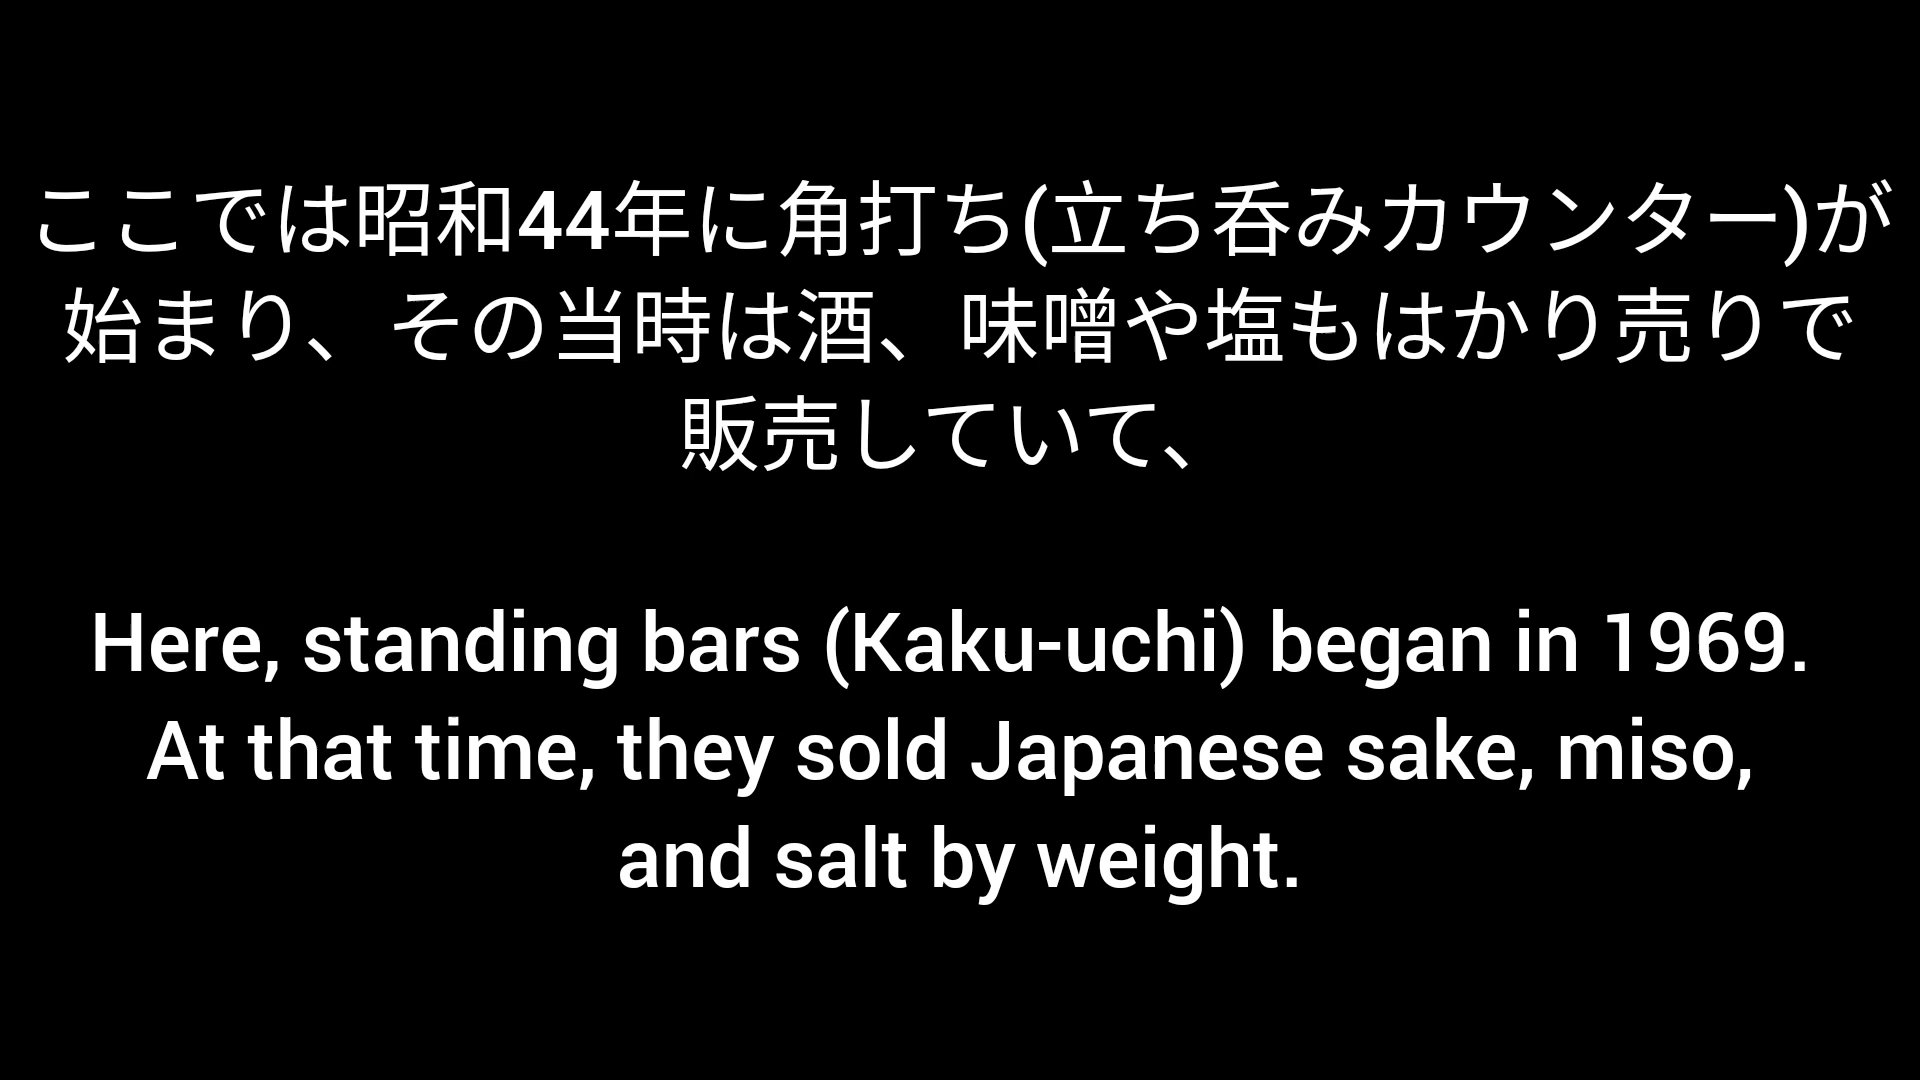 ここでは昭和44年に角打ち(立ち呑みカウンター)が
始まり、その当時は酒、味噌や塩もはかり売りで
販売していて、
Here, standing bars (Kaku-uchi) began in 1969.
At that time, they sold Japanese sake, miso,
and salt by weight.